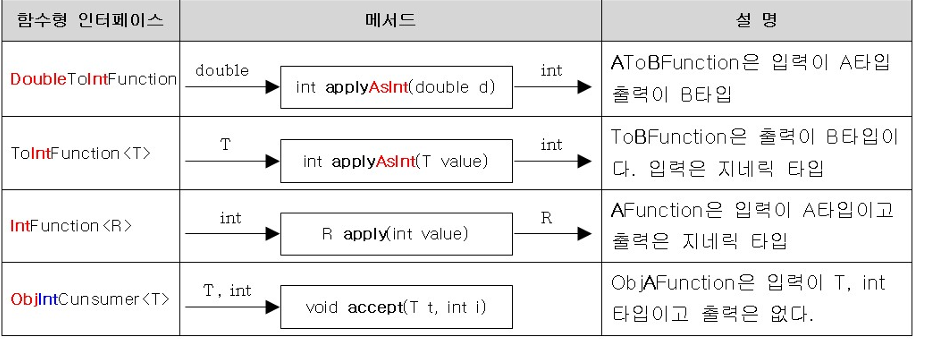 함수형 인터페이스 메서드 설 명
DoubleToIntFunction double int applyAsInt(double d) int AToBFunction은 입력이 A타입
출력이 B타입
ToIntFunction<T> T int applyAsInt(T value) int ToBFunction은 출력이 B타입이
다. 입력은 지네릭 타입
IntFunction<R> int R apply(int value) R AFunction은 입력이 A타입이고
출력은 지네릭 타입
ObjIntCunsumer<T> T, int void accept(T t, int i) ObjAFunction은 입력이 T, int
타입이고 출력은 없다.